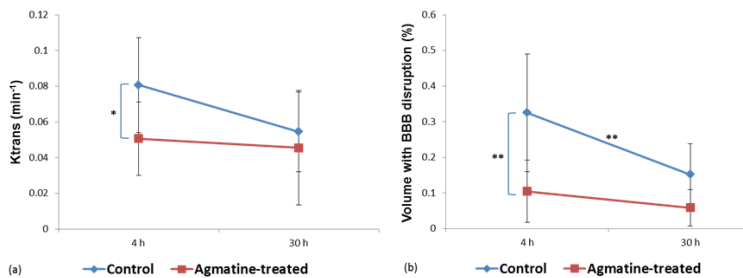 Ktrans (min⁻¹)
0.12
0.1
0.08
0.06
0.04
0.02
0
*
4 h
30 h
(a)
Control
Agmatine-treated
Volume with BBB disruption (%)
0.6
0.5
0.4
0.3
0.2
0.1
0
**
**
4 h
30 h
(b)
Control
Agmatine-treated